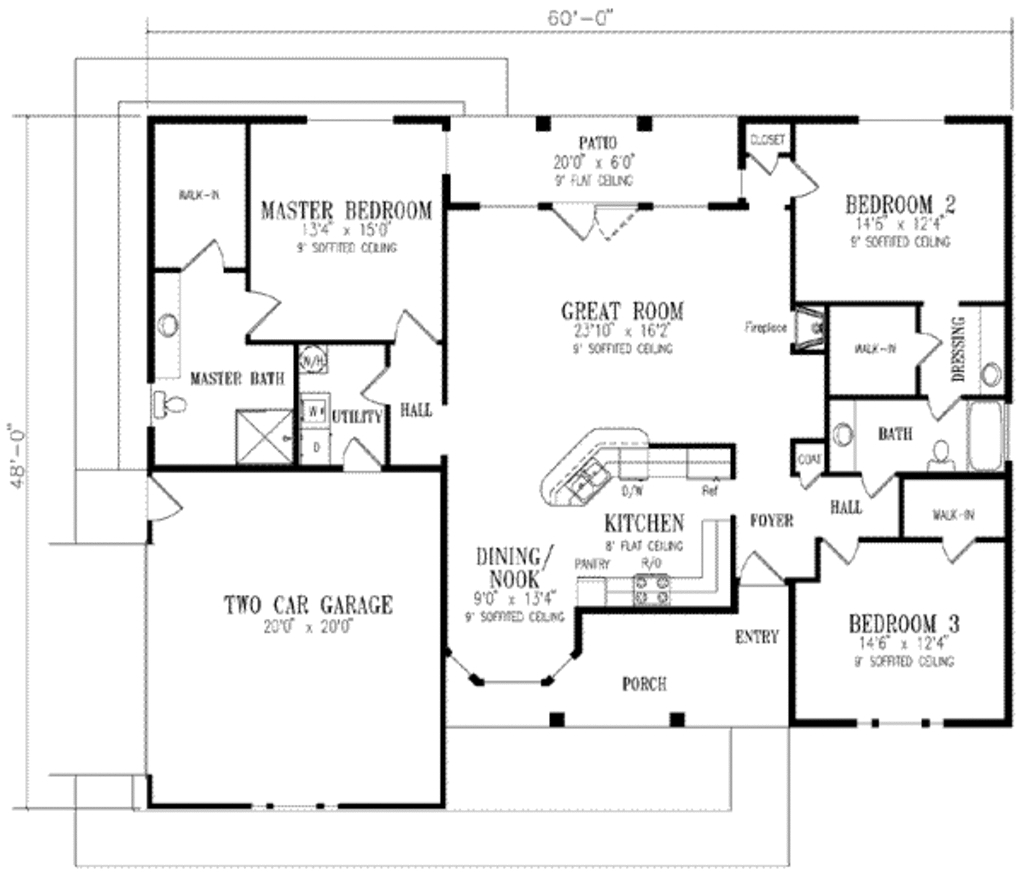 60'-0"
48'-0"
WALK-IN
MASTER BEDROOM
13'4" x 15'0"
9' SOFFITED CEILING
PATIO
20'0" x 6'0"
9' FLAT CEILING
CLOSET
BEDROOM 2
14'6" x 12'4"
9' SOFFITED CEILING
GREAT ROOM
23'10" x 16'2"
9' SOFFITED CEILING
Fireplace
WALK-IN
DRESSING
MASTER BATH
W/H
W
D
UTILITY
HALL
BATH
COAT
D/W
Ref
KITCHEN
8' FLAT CEILING
PANTRY
R/O
FOYER
HALL
WALK-IN
DINING/
NOOK
9'0" x 13'4"
9' SOFFITED CEILING
TWO CAR GARAGE
20'0" x 20'0"
ENTRY
PORCH
BEDROOM 3
14'6" x 12'4"
9' SOFFITED CEILING